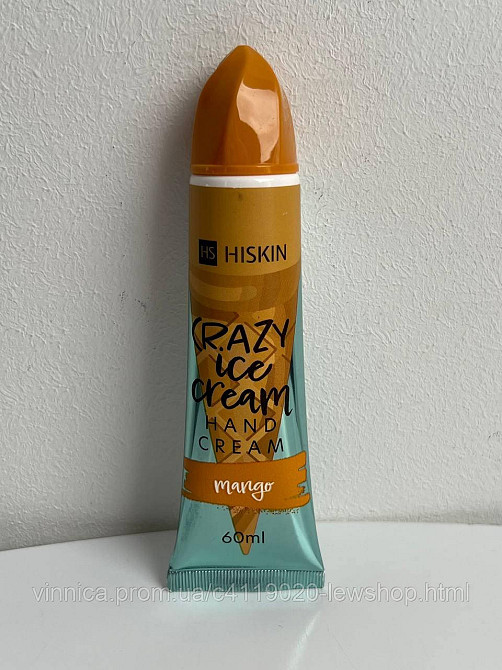 HS HISKIN
CRAZY
ice
cream
HAND
CREAM
mango
60ml
vinnica.prom.ua/c4119020-lewshop.html